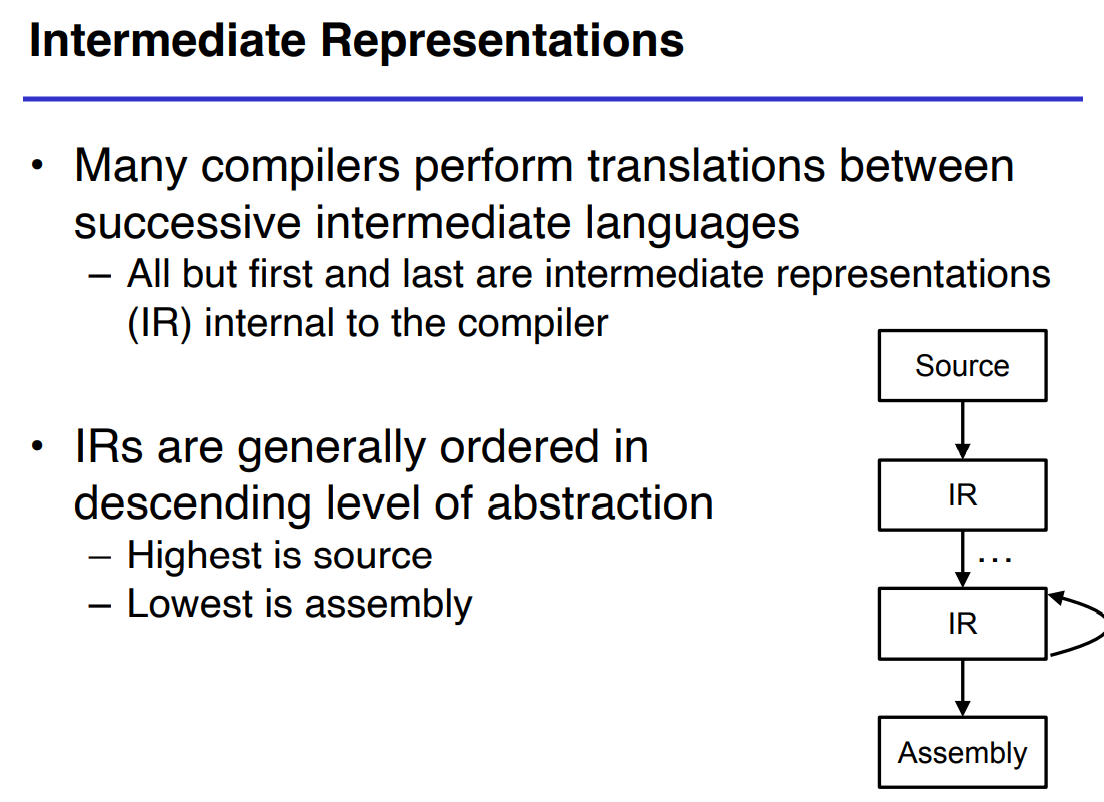 Intermediate Representations
• Many compilers perform translations between
successive intermediate languages
– All but first and last are intermediate representations
(IR) internal to the compiler
• IRs are generally ordered in
descending level of abstraction
– Highest is source
– Lowest is assembly
Source
IR
...
IR
Assembly